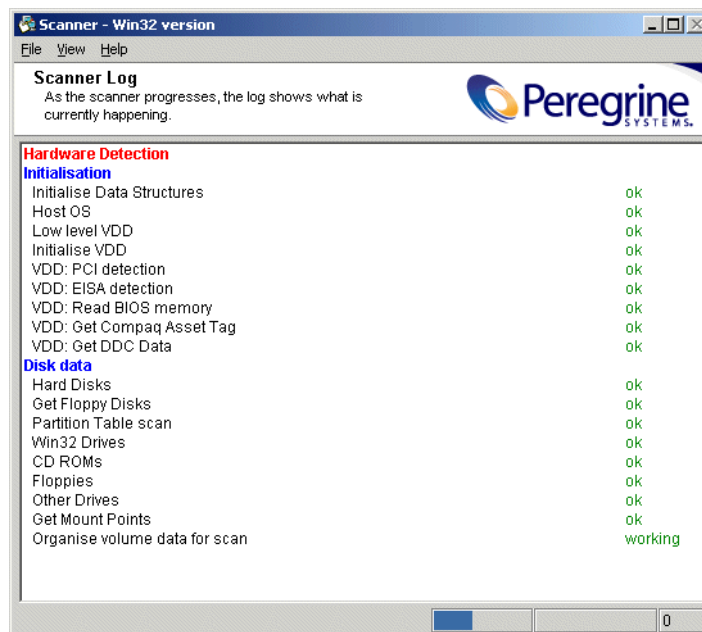 Scanner - Win32 version
File View Help
Scanner Log
As the scanner progresses, the log shows what is
currently happening.
Peregrine
SYSTEMS.
Hardware Detection
Initialisation
Initialise Data Structures ok
Host OS ok
Low level VDD ok
Initialise VDD ok
VDD: PCI detection ok
VDD: EISA detection ok
VDD: Read BIOS memory ok
VDD: Get Compaq Asset Tag ok
VDD: Get DDC Data ok
Disk data
Hard Disks ok
Get Floppy Disks ok
Partition Table scan ok
Win32 Drives ok
CD ROMs ok
Floppies ok
Other Drives ok
Get Mount Points ok
Organise volume data for scan working
0